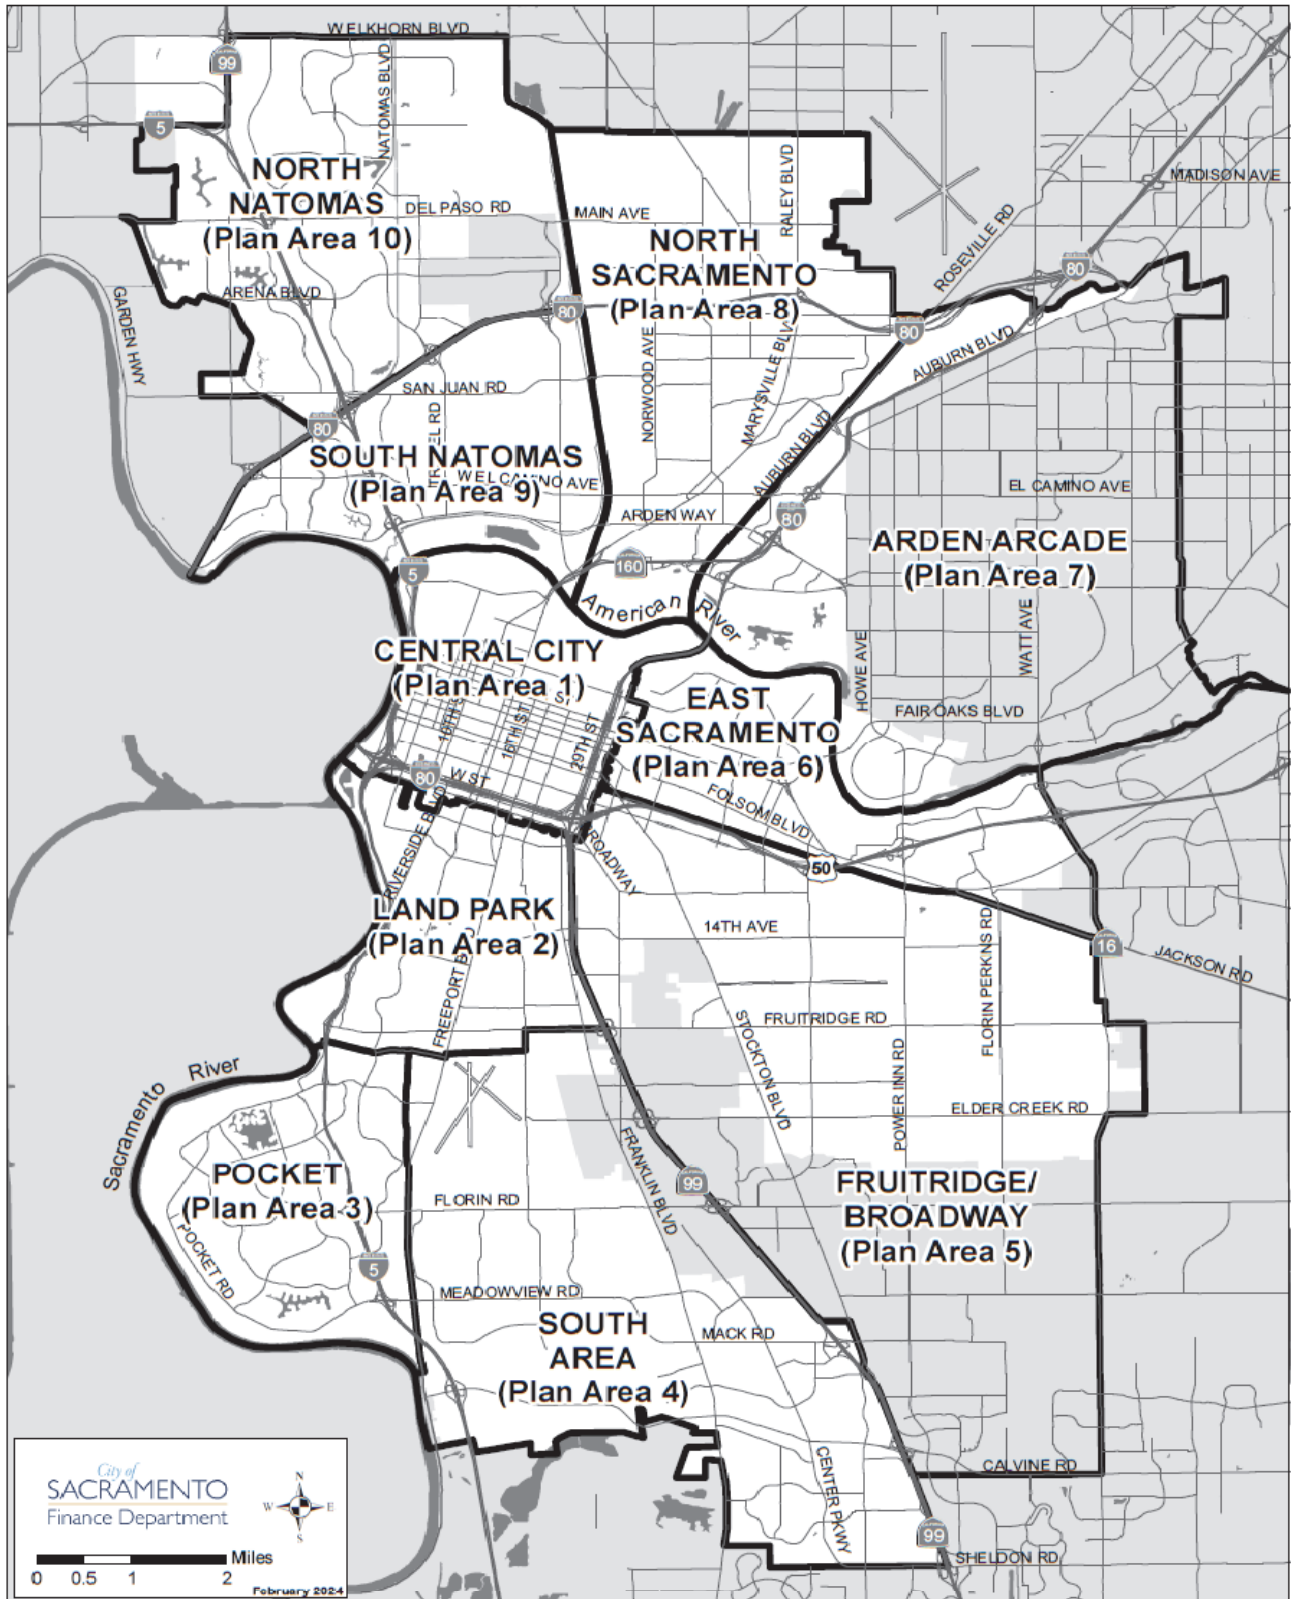 W ELKHORN BLVD
99
NATOMAS BLVD
5
NORTH
NATOMAS
(Plan Area 10)
DEL PASO RD
MAIN AVE
RALEY BLVD
MADISON AVE
ROSEVILLE RD
NORTH
SACRAMENTO
(Plan Area 8)
80
ARENA BLVD
GARDEN HWY
80
80
NORWOOD AVE
AUBURN BLVD
SAN JUAN RD
80
AUBURN BLVD
SOUTH NATOMAS
(Plan Area 9)
EL CAMINO AVE
ARDEN WAY
80
ARDEN ARCADE
(Plan Area 7)
5
160
American River
WATT AVE
HOWE AVE
CENTRAL CITY
(Plan Area 1)
16TH ST
29TH ST
EAST
SACRAMENTO
(Plan Area 6)
FAIR OAKS BLVD
80
W ST
FOLSOM BLVD
RIVERSIDE BLVD
ROADWAY
50
LAND PARK
(Plan Area 2)
14TH AVE
FLORIN PERKINS RD
16
JACKSON RD
STOCKTON BLVD
FRUITRIDGE RD
POWER INN RD
Sacramento River
ELDER CREEK RD
FRANKLIN BLVD
POCKET
(Plan Area 3)
FLORIN RD
99
FRUITRIDGE/
BROADWAY
(Plan Area 5)
POCKET RD
5
MEADOWVIEW RD
SOUTH
AREA
(Plan Area 4)
MACK RD
CENTER PKWY
CALVINE RD
99
SHELDON RD
City of
SACRAMENTO
Finance Department
N
W E
S
Miles
0 0.5 1 2
February 2024